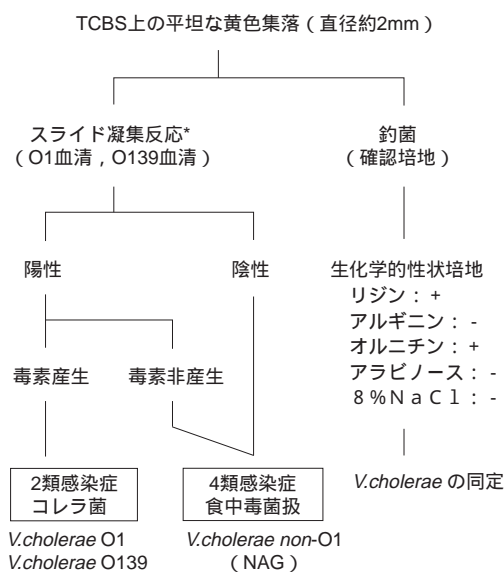 TCBS上の平坦な黄色集落（直径約2mm）
スライド凝集反応*
（O1血清，O139血清）
釣菌
（確認培地）
陽性
陰性
生化学的性状培地
リジン：+
アルギニン：-
オルニチン：+
アラビノース：-
８％ＮａＣｌ：-
毒素産生
毒素非産生
2類感染症
コレラ菌
4類感染症
食中毒菌扱
V.cholerae の同定
V.cholerae O1
V.cholerae O139
V.cholerae non-O1
（NAG）